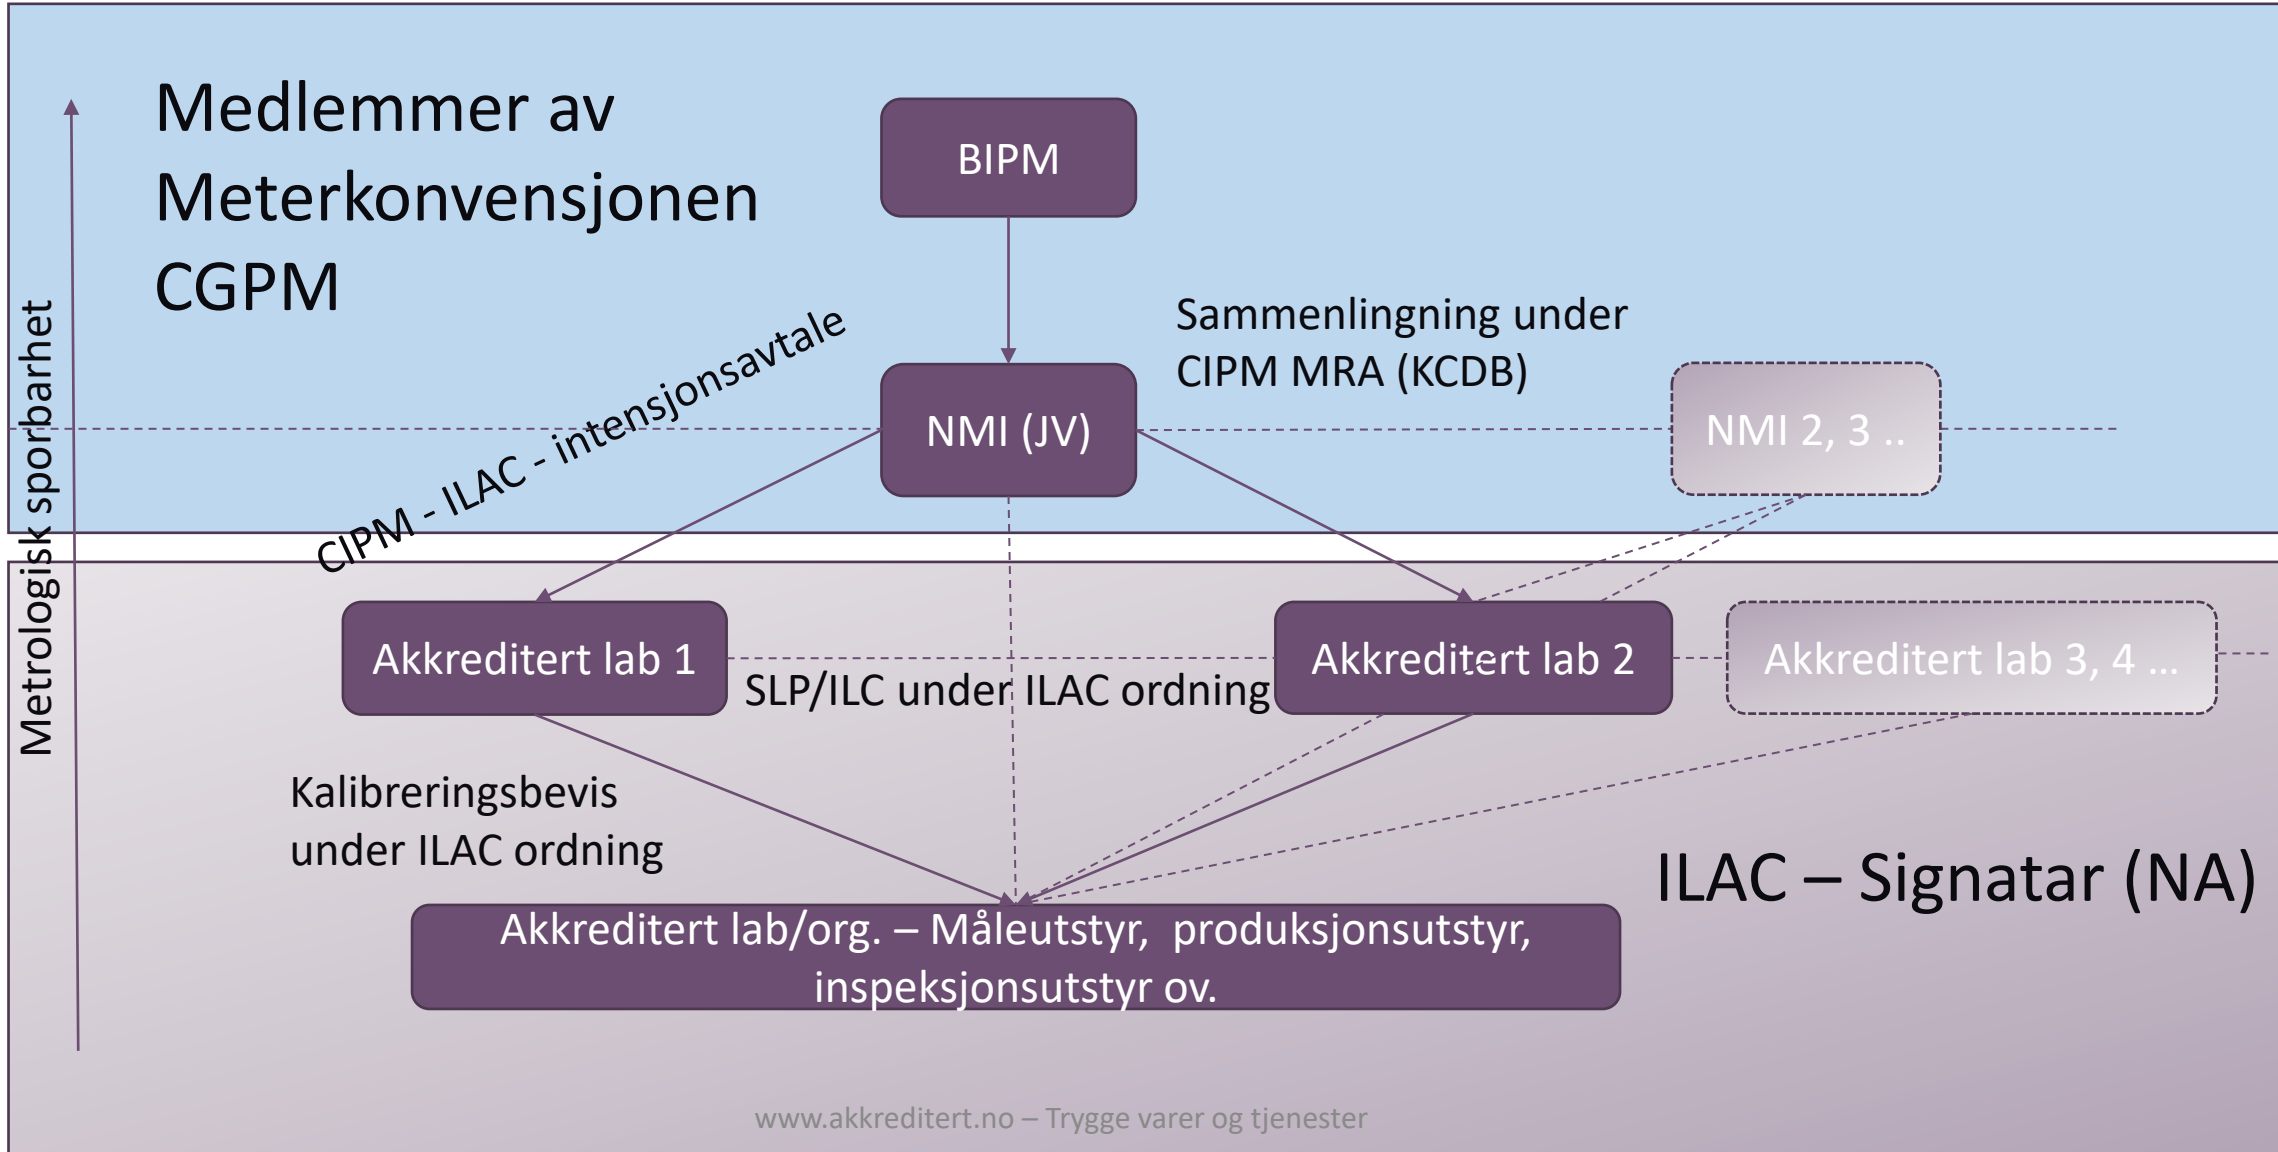 Medlemmer av
Meterkonvensjonen
CGPM
BIPM
Metrologisk sporbarhet
CIPM - ILAC - intensjonsavtale
Sammenlingning under
CIPM MRA (KCDB)
NMI (JV)
NMI 2, 3 ..
Akkreditert lab 1
SLP/ILC under ILAC ordning
Akkreditert lab 2
Akkreditert lab 3, 4 ...
Kalibreringsbevis
under ILAC ordning
ILAC – Signatar (NA)
Akkreditert lab/org. – Måleutstyr, produksjonsutstyr,
inspeksjonsutstyr ov.
www.akkreditert.no – Trygge varer og tjenester